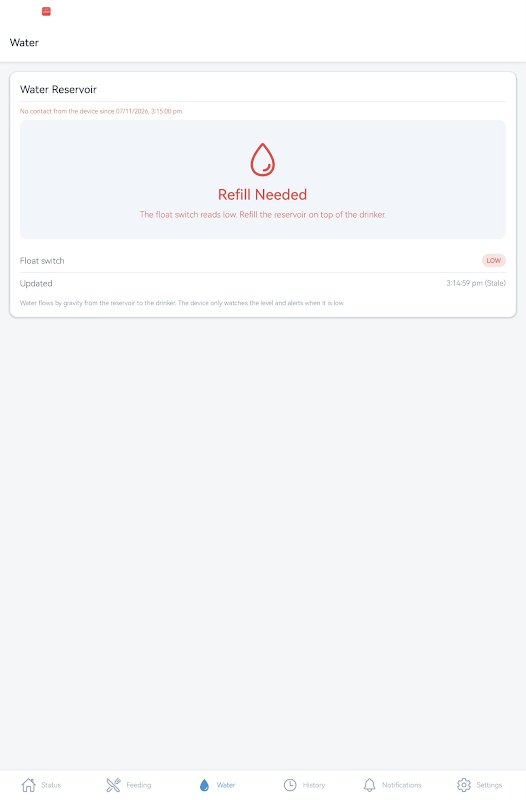 Water
Water Reservoir
No contact from the device since 07/11/2026, 3:15:00 pm.
Refill Needed
The float switch reads low. Refill the reservoir on top of the drinker.
Float switch
LOW
Updated
3:14:59 pm (Stale)
Water flows by gravity from the reservoir to the drinker. The device only watches the level and alerts when it is low.
Status
Feeding
Water
History
Notifications
Settings